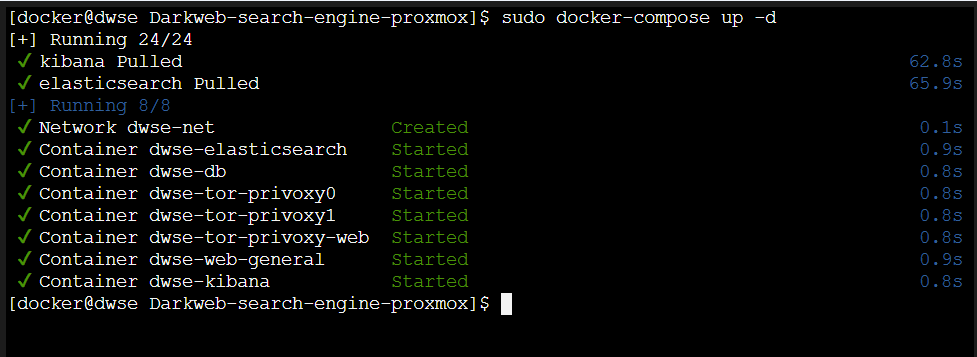 [docker@dwse Darkweb-search-engine-proxmox]$ sudo docker-compose up -d
[+] Running 24/24
✓ kibana Pulled 62.8s
✓ elasticsearch Pulled 65.9s
[+] Running 8/8
✓ Network dwse-net Created 0.1s
✓ Container dwse-elasticsearch Started 0.9s
✓ Container dwse-db Started 0.8s
✓ Container dwse-tor-privoxy0 Started 0.8s
✓ Container dwse-tor-privoxy1 Started 0.8s
✓ Container dwse-tor-privoxy-web Started 0.8s
✓ Container dwse-web-general Started 0.9s
✓ Container dwse-kibana Started 0.8s
[docker@dwse Darkweb-search-engine-proxmox]$